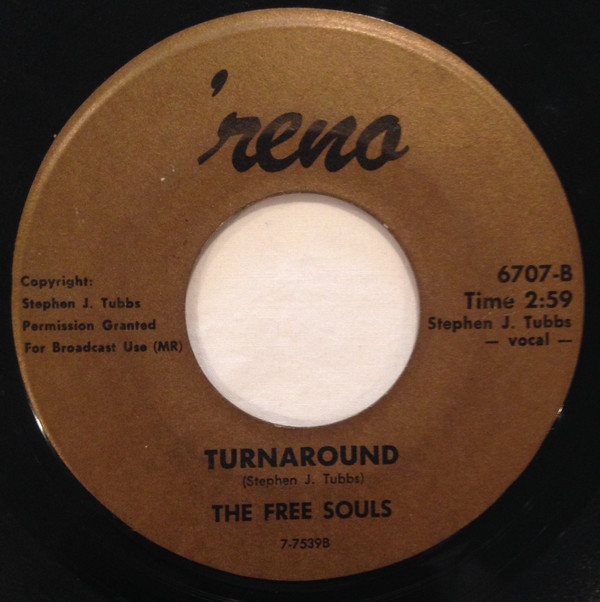 'reno
Copyright:
Stephen J. Tubbs
Permission Granted
For Broadcast Use (MR)
6707-B
Time 2:59
Stephen J. Tubbs
— vocal —
TURNAROUND
(Stephen J. Tubbs)
THE FREE SOULS
7-7539B